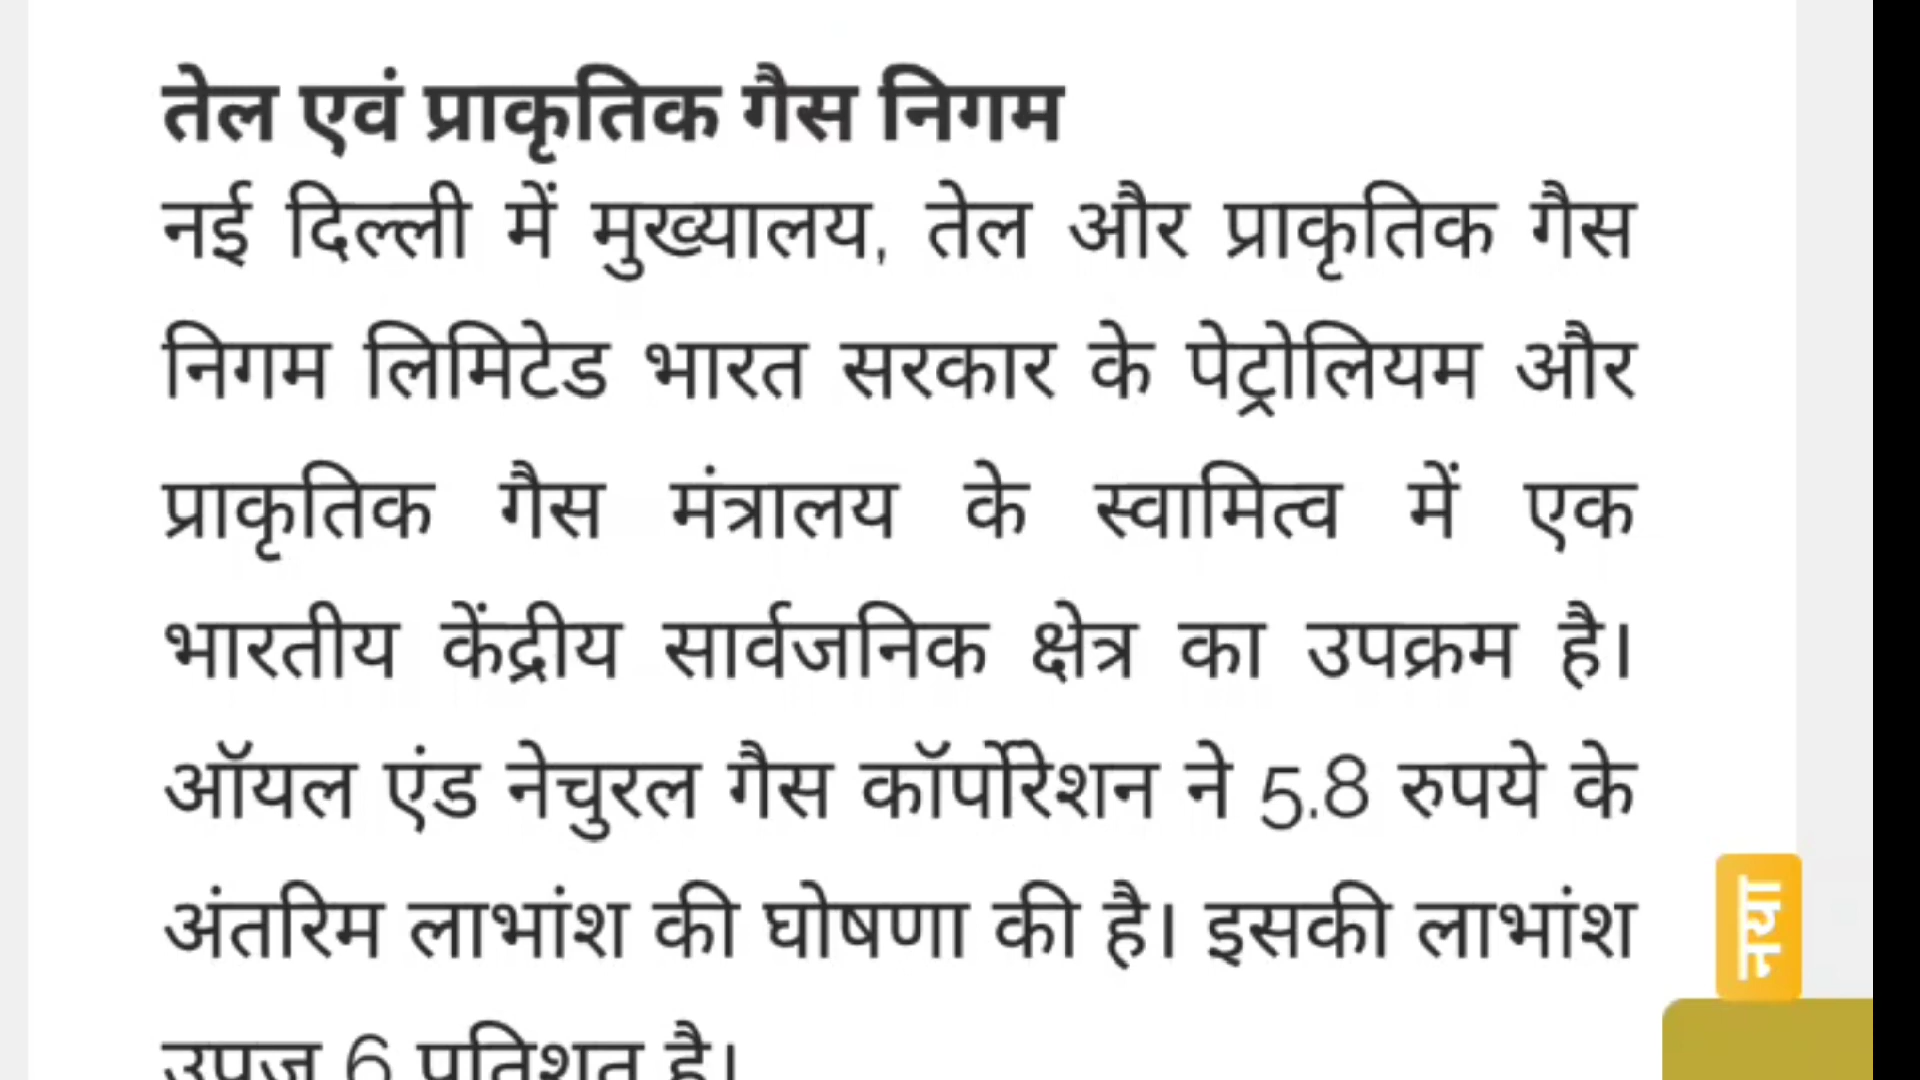 तेल एवं प्राकृतिक गैस निगम
नई दिल्ली में मुख्यालय, तेल और प्राकृतिक गैस
निगम लिमिटेड भारत सरकार के पेट्रोलियम और
प्राकृतिक गैस मंत्रालय के स्वामित्व में एक
भारतीय केंद्रीय सार्वजनिक क्षेत्र का उपक्रम है।
ऑयल एंड नेचुरल गैस कॉर्पोरेशन ने 5.8 रुपये के
अंतरिम लाभांश की घोषणा की है। इसकी लाभांश
उपज 6 प्रतिशत है।
नया